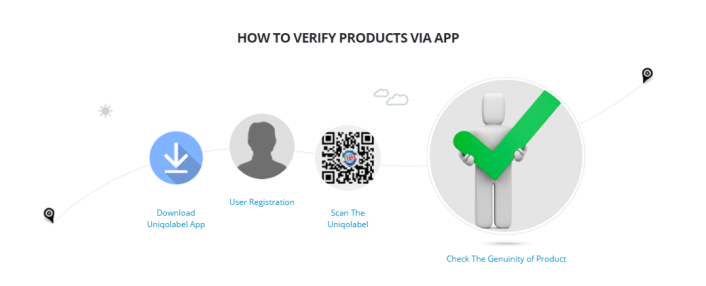 HOW TO VERIFY PRODUCTS VIA APP
Download
Uniqolabel App
User Registration
Scan The
Uniqolabel
Check The Genuinity of Product